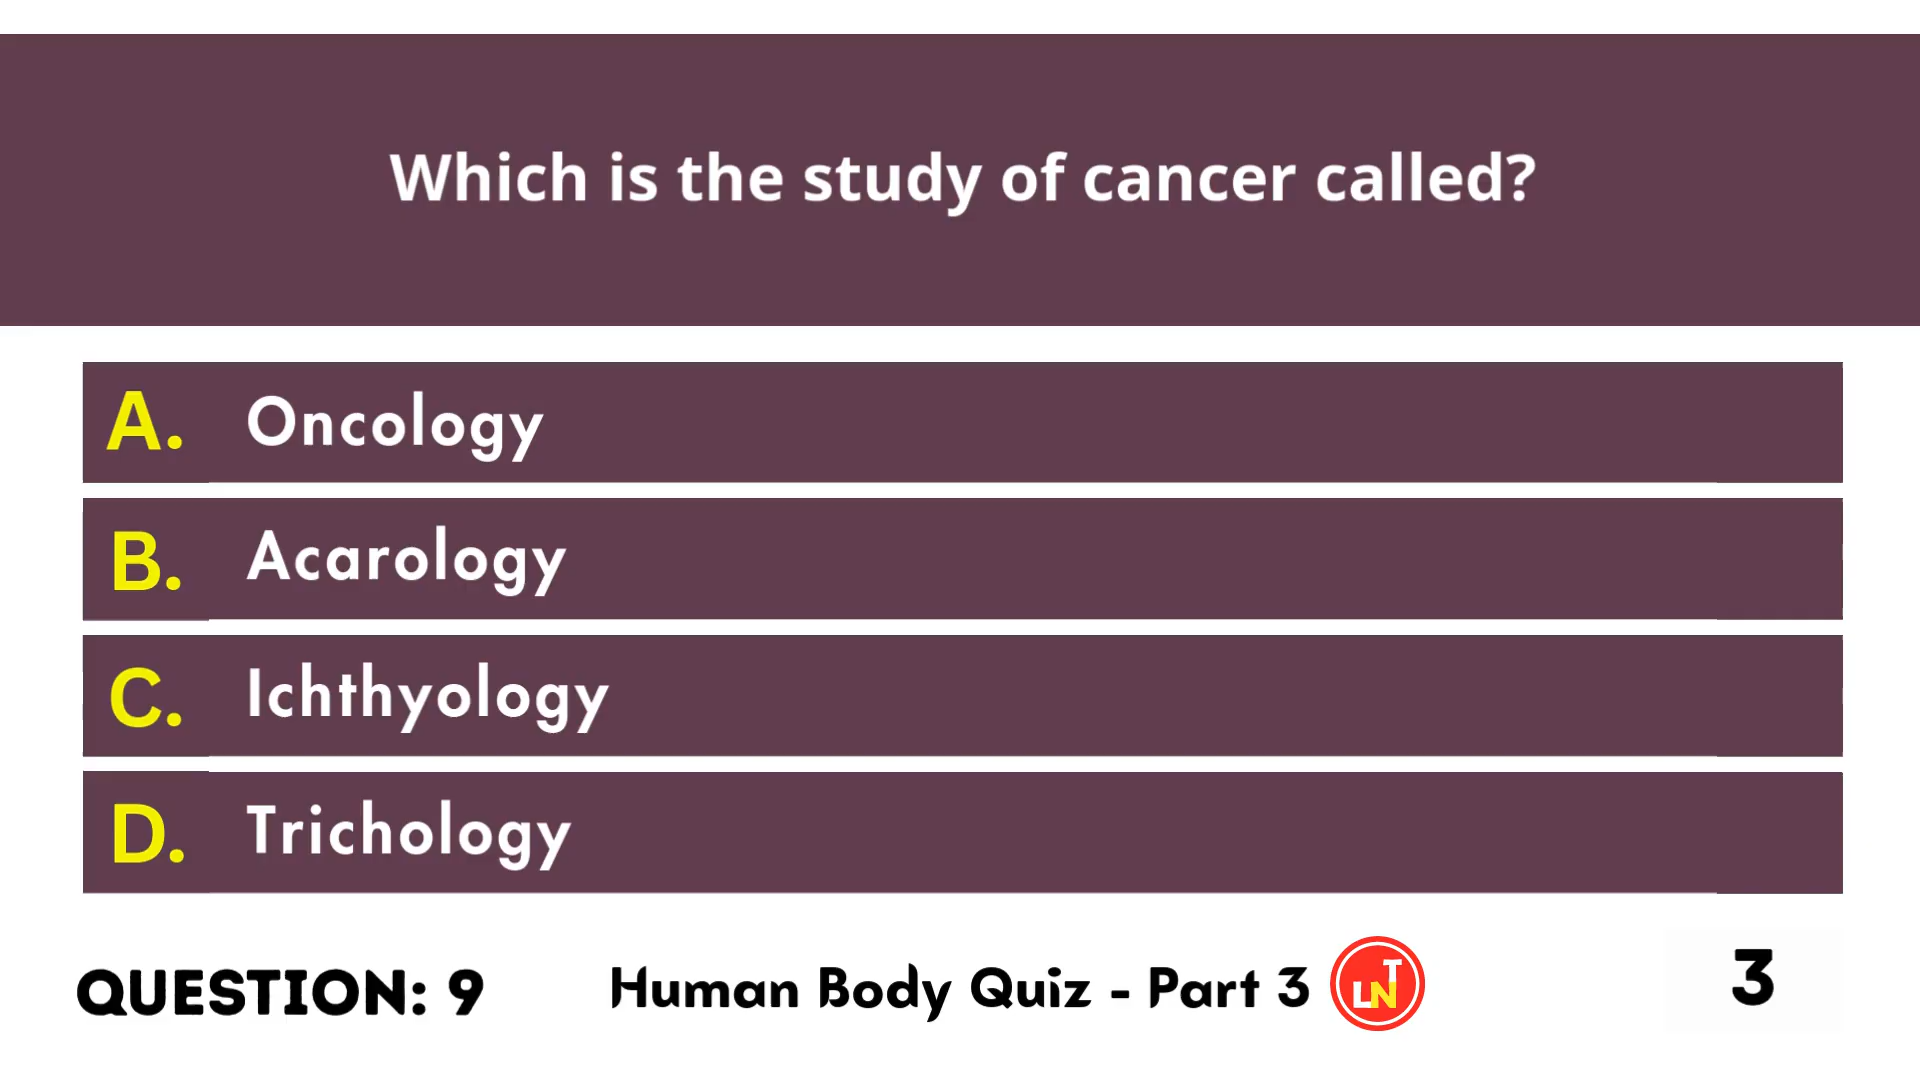 Which is the study of cancer called?
A. Oncology
B. Acarology
C. Ichthyology
D. Trichology
QUESTION: 9 Human Body Quiz - Part 3 LNT 3